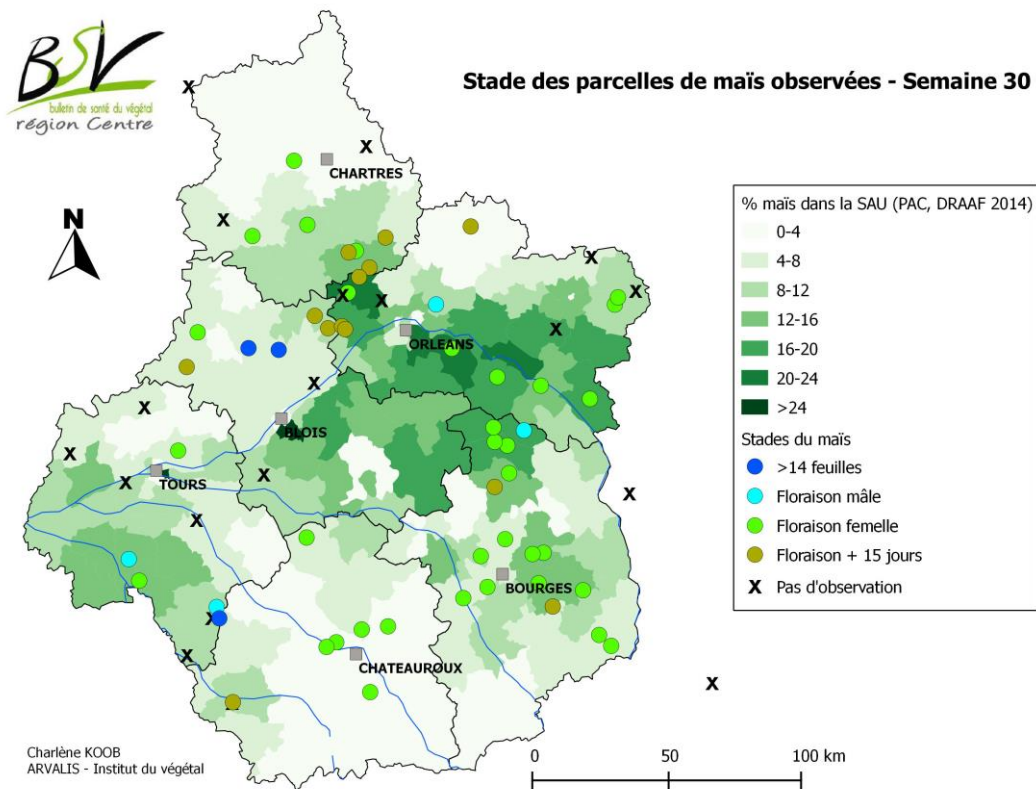 BSV
bulletin de santé du végétal
région Centre
Stade des parcelles de maïs observées - Semaine 30
N
X
X
CHARTRES
X
% maïs dans la SAU (PAC, DRAAF 2014)
0-4
4-8
8-12
12-16
16-20
20-24
>24
Stades du maïs
>14 feuilles
Floraison mâle
Floraison femelle
Floraison + 15 jours
X Pas d'observation
X
X
X
X
X
ORLEANS
X
X
BLOIS
X
X
TOURS
X
X
X
X
BOURGES
X
X
CHATEAUROUX
X
Charlène KOOB
ARVALIS - Institut du végétal
0 50 100 km